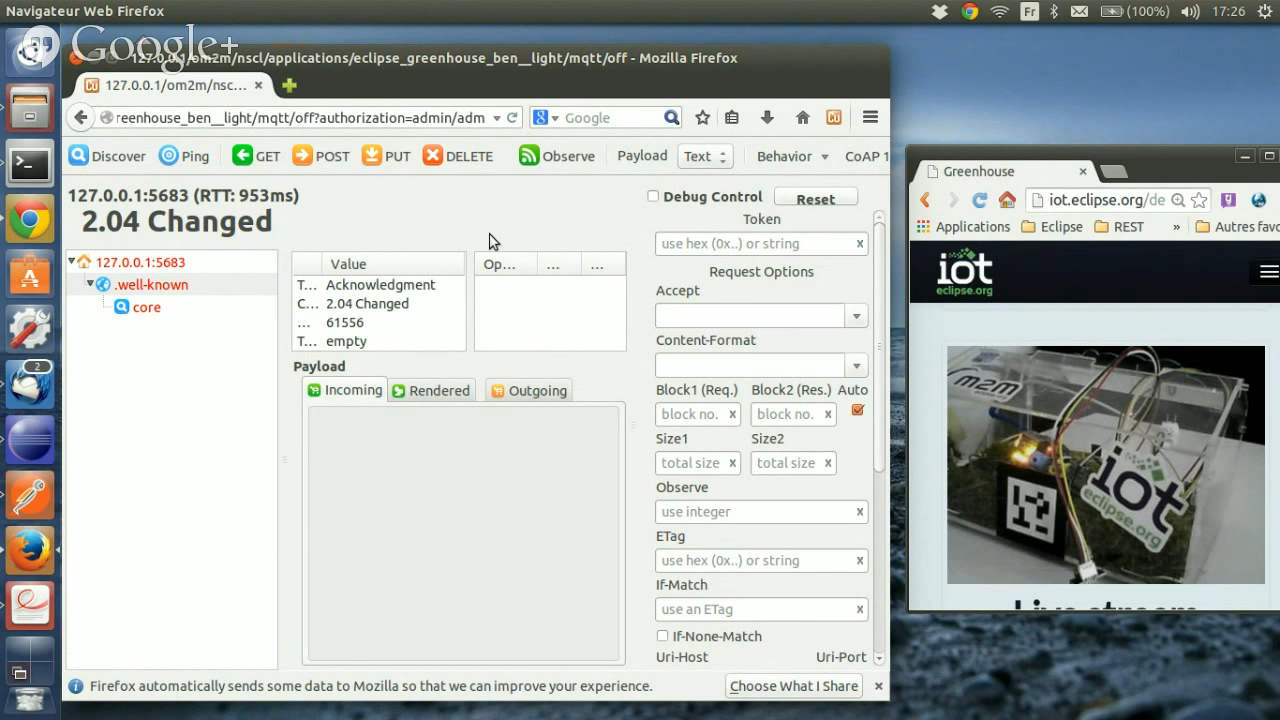 Navigateur Web Firefox
Fr
(100%)
17:26
Google+
127.0.0.1/om2m/nscl/applications/eclipse_greenhouse_ben__light/mqtt/off - Mozilla Firefox
127.0.0.1/om2m/nsc...
reenhouse_ben__light/mqtt/off?authorization=admin/adm
Google
Discover
Ping
GET
POST
PUT
DELETE
Observe
Payload
Text
Behavior
CoAP 1
127.0.0.1:5683 (RTT: 953ms)
2.04 Changed
127.0.0.1:5683
.well-known
core
Value
T... Acknowledgment
C... 2.04 Changed
... 61556
T... empty
Op...
...
...
Payload
Incoming
Rendered
Outgoing
Debug Control
Reset
Token
use hex (0x..) or string
Request Options
Accept
Content-Format
Block1 (Req.)
Block2 (Res.)
Auto
block no.
block no.
Size1
Size2
total size
total size
Observe
use integer
ETag
use hex (0x..) or string
If-Match
use an ETag
If-None-Match
Uri-Host
Uri-Port
Firefox automatically sends some data to Mozilla so that we can improve your experience.
Choose What I Share
2
Greenhouse
iot.eclipse.org/de
Applications
Eclipse
REST
»
Autres favo
iot
eclipse.org
m2m
iot
eclipse.org
Live stream